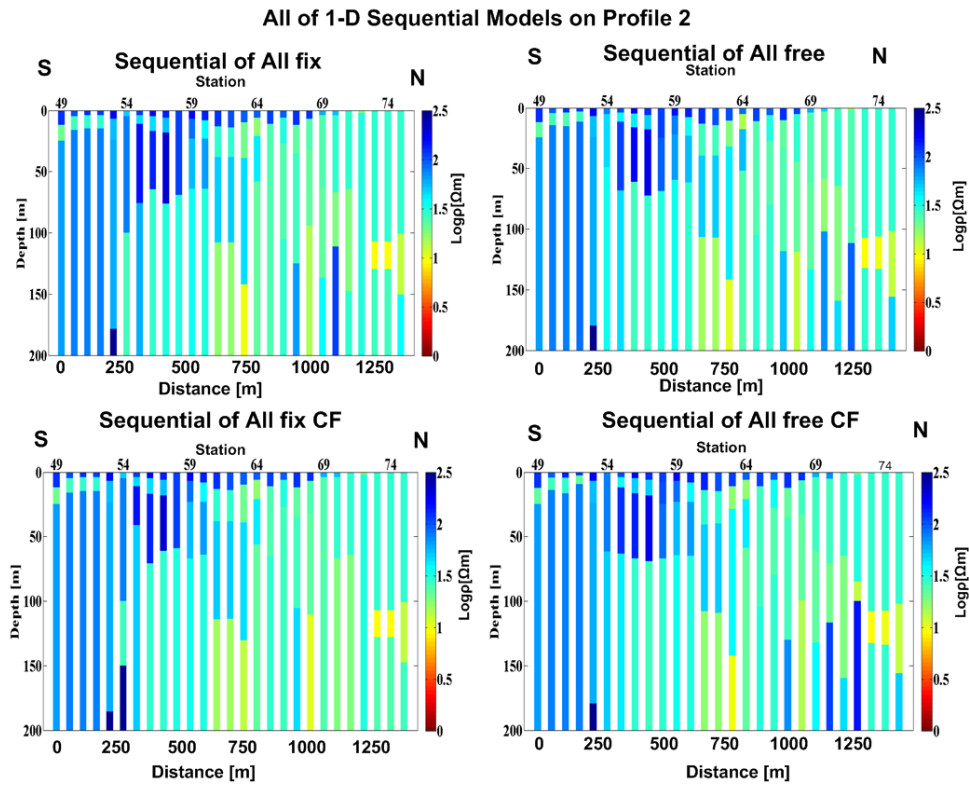 All of 1-D Sequential Models on Profile 2
S Sequential of All fix N
Station
49 54 59 64 69 74
0
50
100
150
200
Depth [m]
0 250 500 750 1000 1250
Distance [m]
2.5
2
1.5
1
0.5
0
Logρ[Ωm]
S Sequential of All free N
Station
49 54 59 64 69 74
0
50
100
150
200
Depth [m]
0 250 500 750 1000 1250
Distance [m]
2.5
2
1.5
1
0.5
0
Logρ[Ωm]
S Sequential of All fix CF N
Station
49 54 59 64 69 74
0
50
100
150
200
Depth [m]
0 250 500 750 1000 1250
Distance [m]
2.5
2
1.5
1
0.5
0
Logρ[Ωm]
S Sequential of All free CF N
Station
49 54 59 64 69 74
0
50
100
150
200
Depth [m]
0 250 500 750 1000 1250
Distance [m]
2.5
2
1.5
1
0.5
0
Logρ[Ωm]